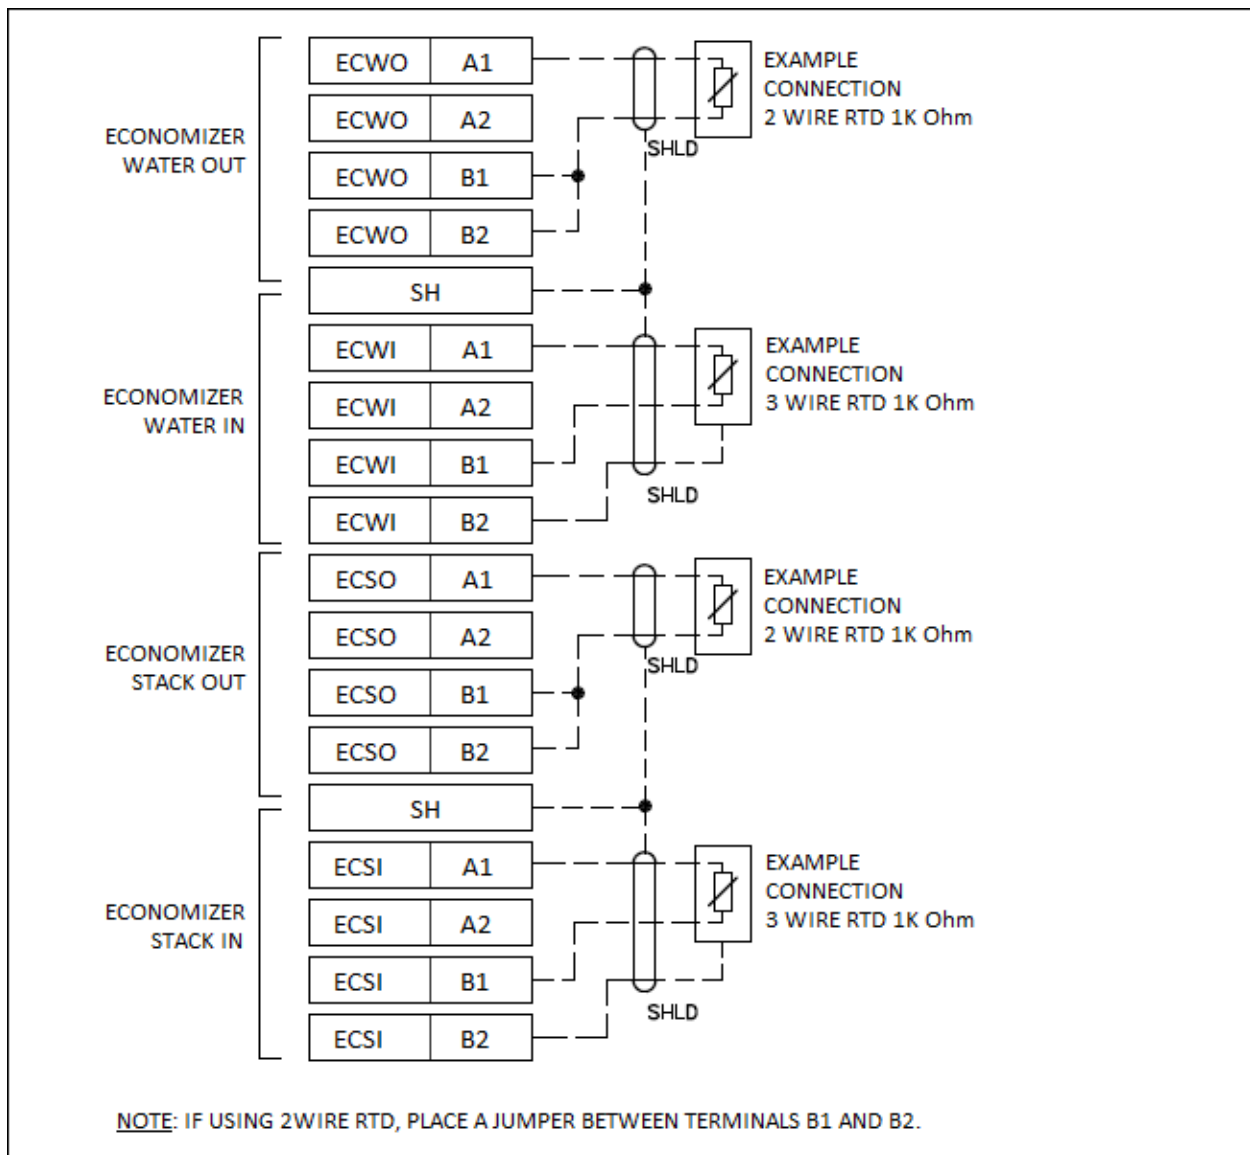 ECWO A1
ECWO A2
ECWO B1
ECWO B2
ECONOMIZER
WATER OUT
EXAMPLE
CONNECTION
2 WIRE RTD 1K Ohm
SHLD
SH
ECWI A1
ECWI A2
ECWI B1
ECWI B2
ECONOMIZER
WATER IN
EXAMPLE
CONNECTION
3 WIRE RTD 1K Ohm
SHLD
ECSO A1
ECSO A2
ECSO B1
ECSO B2
ECONOMIZER
STACK OUT
EXAMPLE
CONNECTION
2 WIRE RTD 1K Ohm
SHLD
SH
ECSI A1
ECSI A2
ECSI B1
ECSI B2
ECONOMIZER
STACK IN
EXAMPLE
CONNECTION
3 WIRE RTD 1K Ohm
SHLD
NOTE: IF USING 2WIRE RTD, PLACE A JUMPER BETWEEN TERMINALS B1 AND B2.